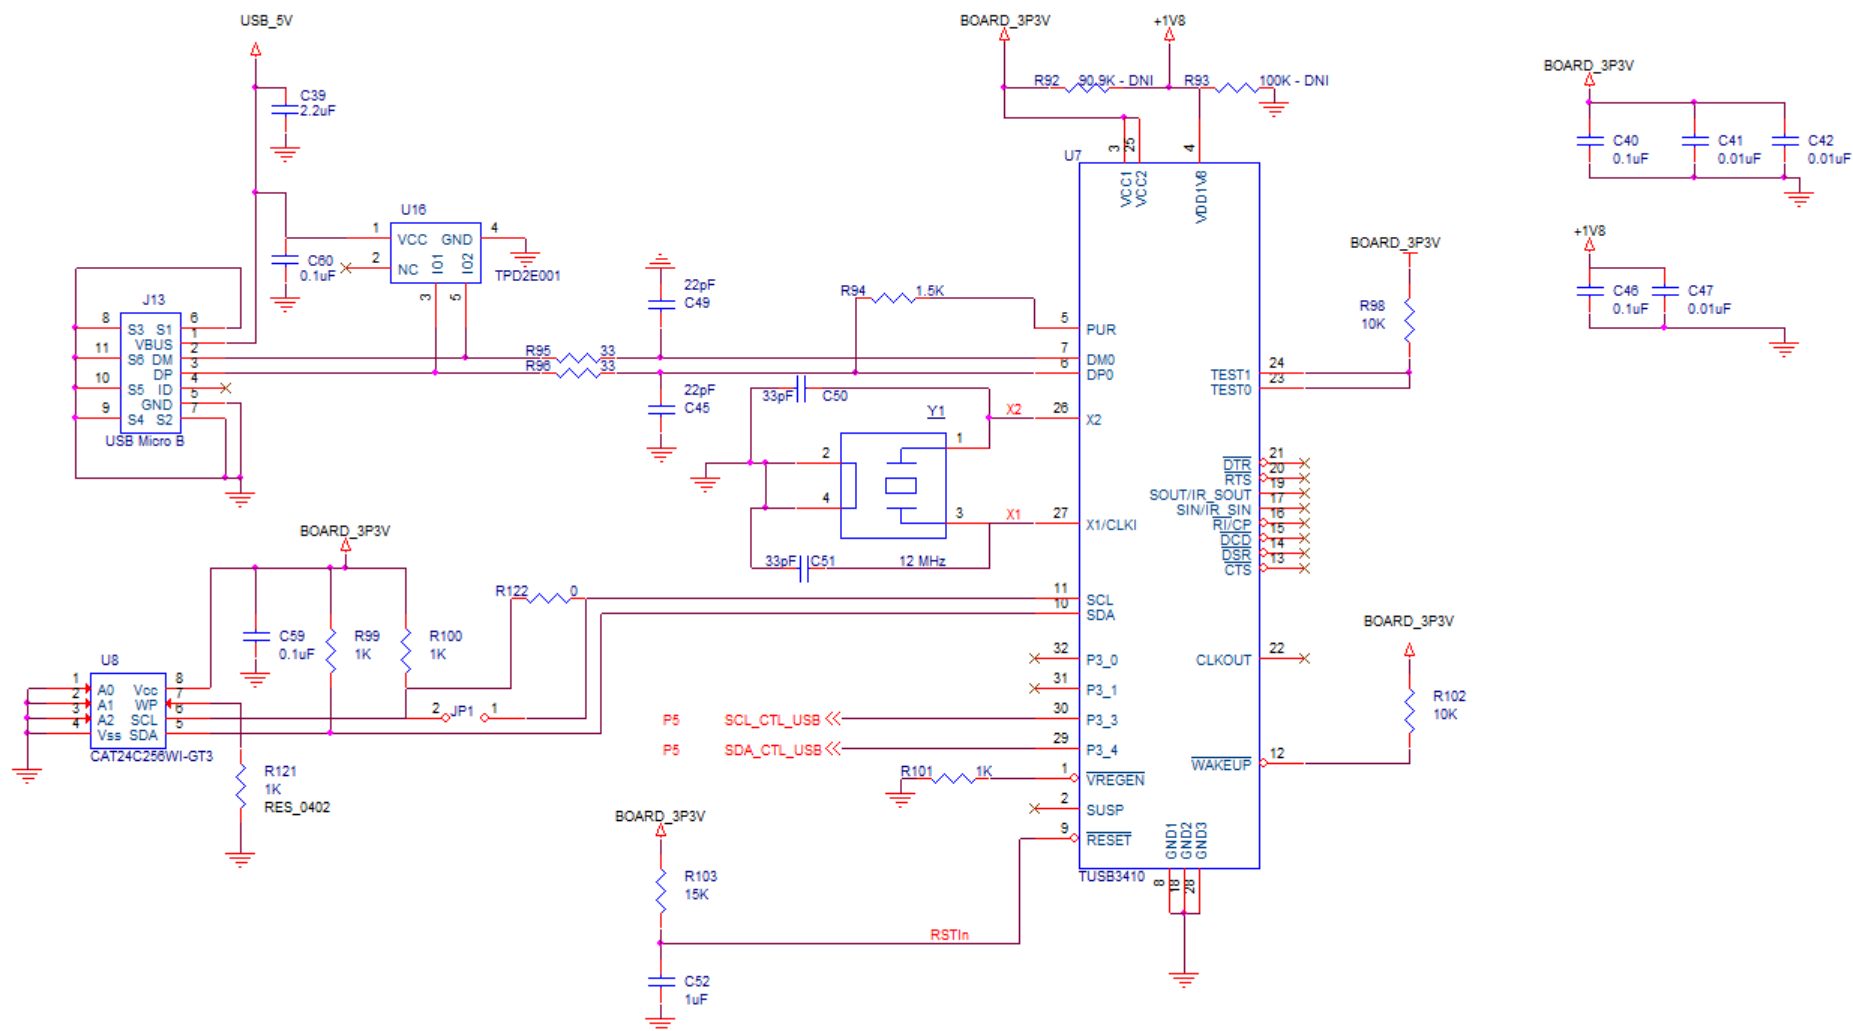 USB_5V
C39
2.2uF
U16
1
VCC
GND
4
2
NC
IO1
IO2
TPD2E001
3
5
C60
0.1uF
J13
8
S3
S1
6
VBUS
1
11
S6
DM
2
DP
3
10
S5
ID
4
GND
5
9
S4
S2
7
USB Micro B
22pF
C49
R95
33
R96
33
22pF
C45
R94
1.5K
33pF
C50
Y1
X2
1
2
4
3
X1
33pF
C51
12 MHz
BOARD_3P3V
+1V8
R92
90.9K - DNI
R93
100K - DNI
U7
3
25
4
VCC1
VCC2
VDD1V8
5
PUR
7
DM0
6
DP0
26
X2
27
X1/CLKI
11
SCL
10
SDA
32
P3_0
31
P3_1
30
P3_3
29
P3_4
1
VREGEN
2
SUSP
9
RESET
TUSB3410
GND1
GND2
GND3
8
18
28
TEST1
24
TEST0
23
DTR
21
RTS
20
SOUT/IR_SOUT
19
SIN/IR_SIN
17
RI/CP
16
DCD
15
DSR
14
CTS
13
CLKOUT
22
WAKEUP
12
BOARD_3P3V
R98
10K
BOARD_3P3V
R102
10K
BOARD_3P3V
C40
0.1uF
C41
0.01uF
C42
0.01uF
+1V8
C46
0.1uF
C47
0.01uF
BOARD_3P3V
R122
0
C59
0.1uF
R99
1K
R100
1K
U8
1
A0
Vcc
8
2
A1
WP
7
3
A2
SCL
6
4
Vss
SDA
5
CAT24C256WI-GT3
2
JP1
1
R121
1K
RES_0402
P5
SCL_CTL_USB
P5
SDA_CTL_USB
R101
1K
BOARD_3P3V
R103
15K
RSTIn
C52
1uF